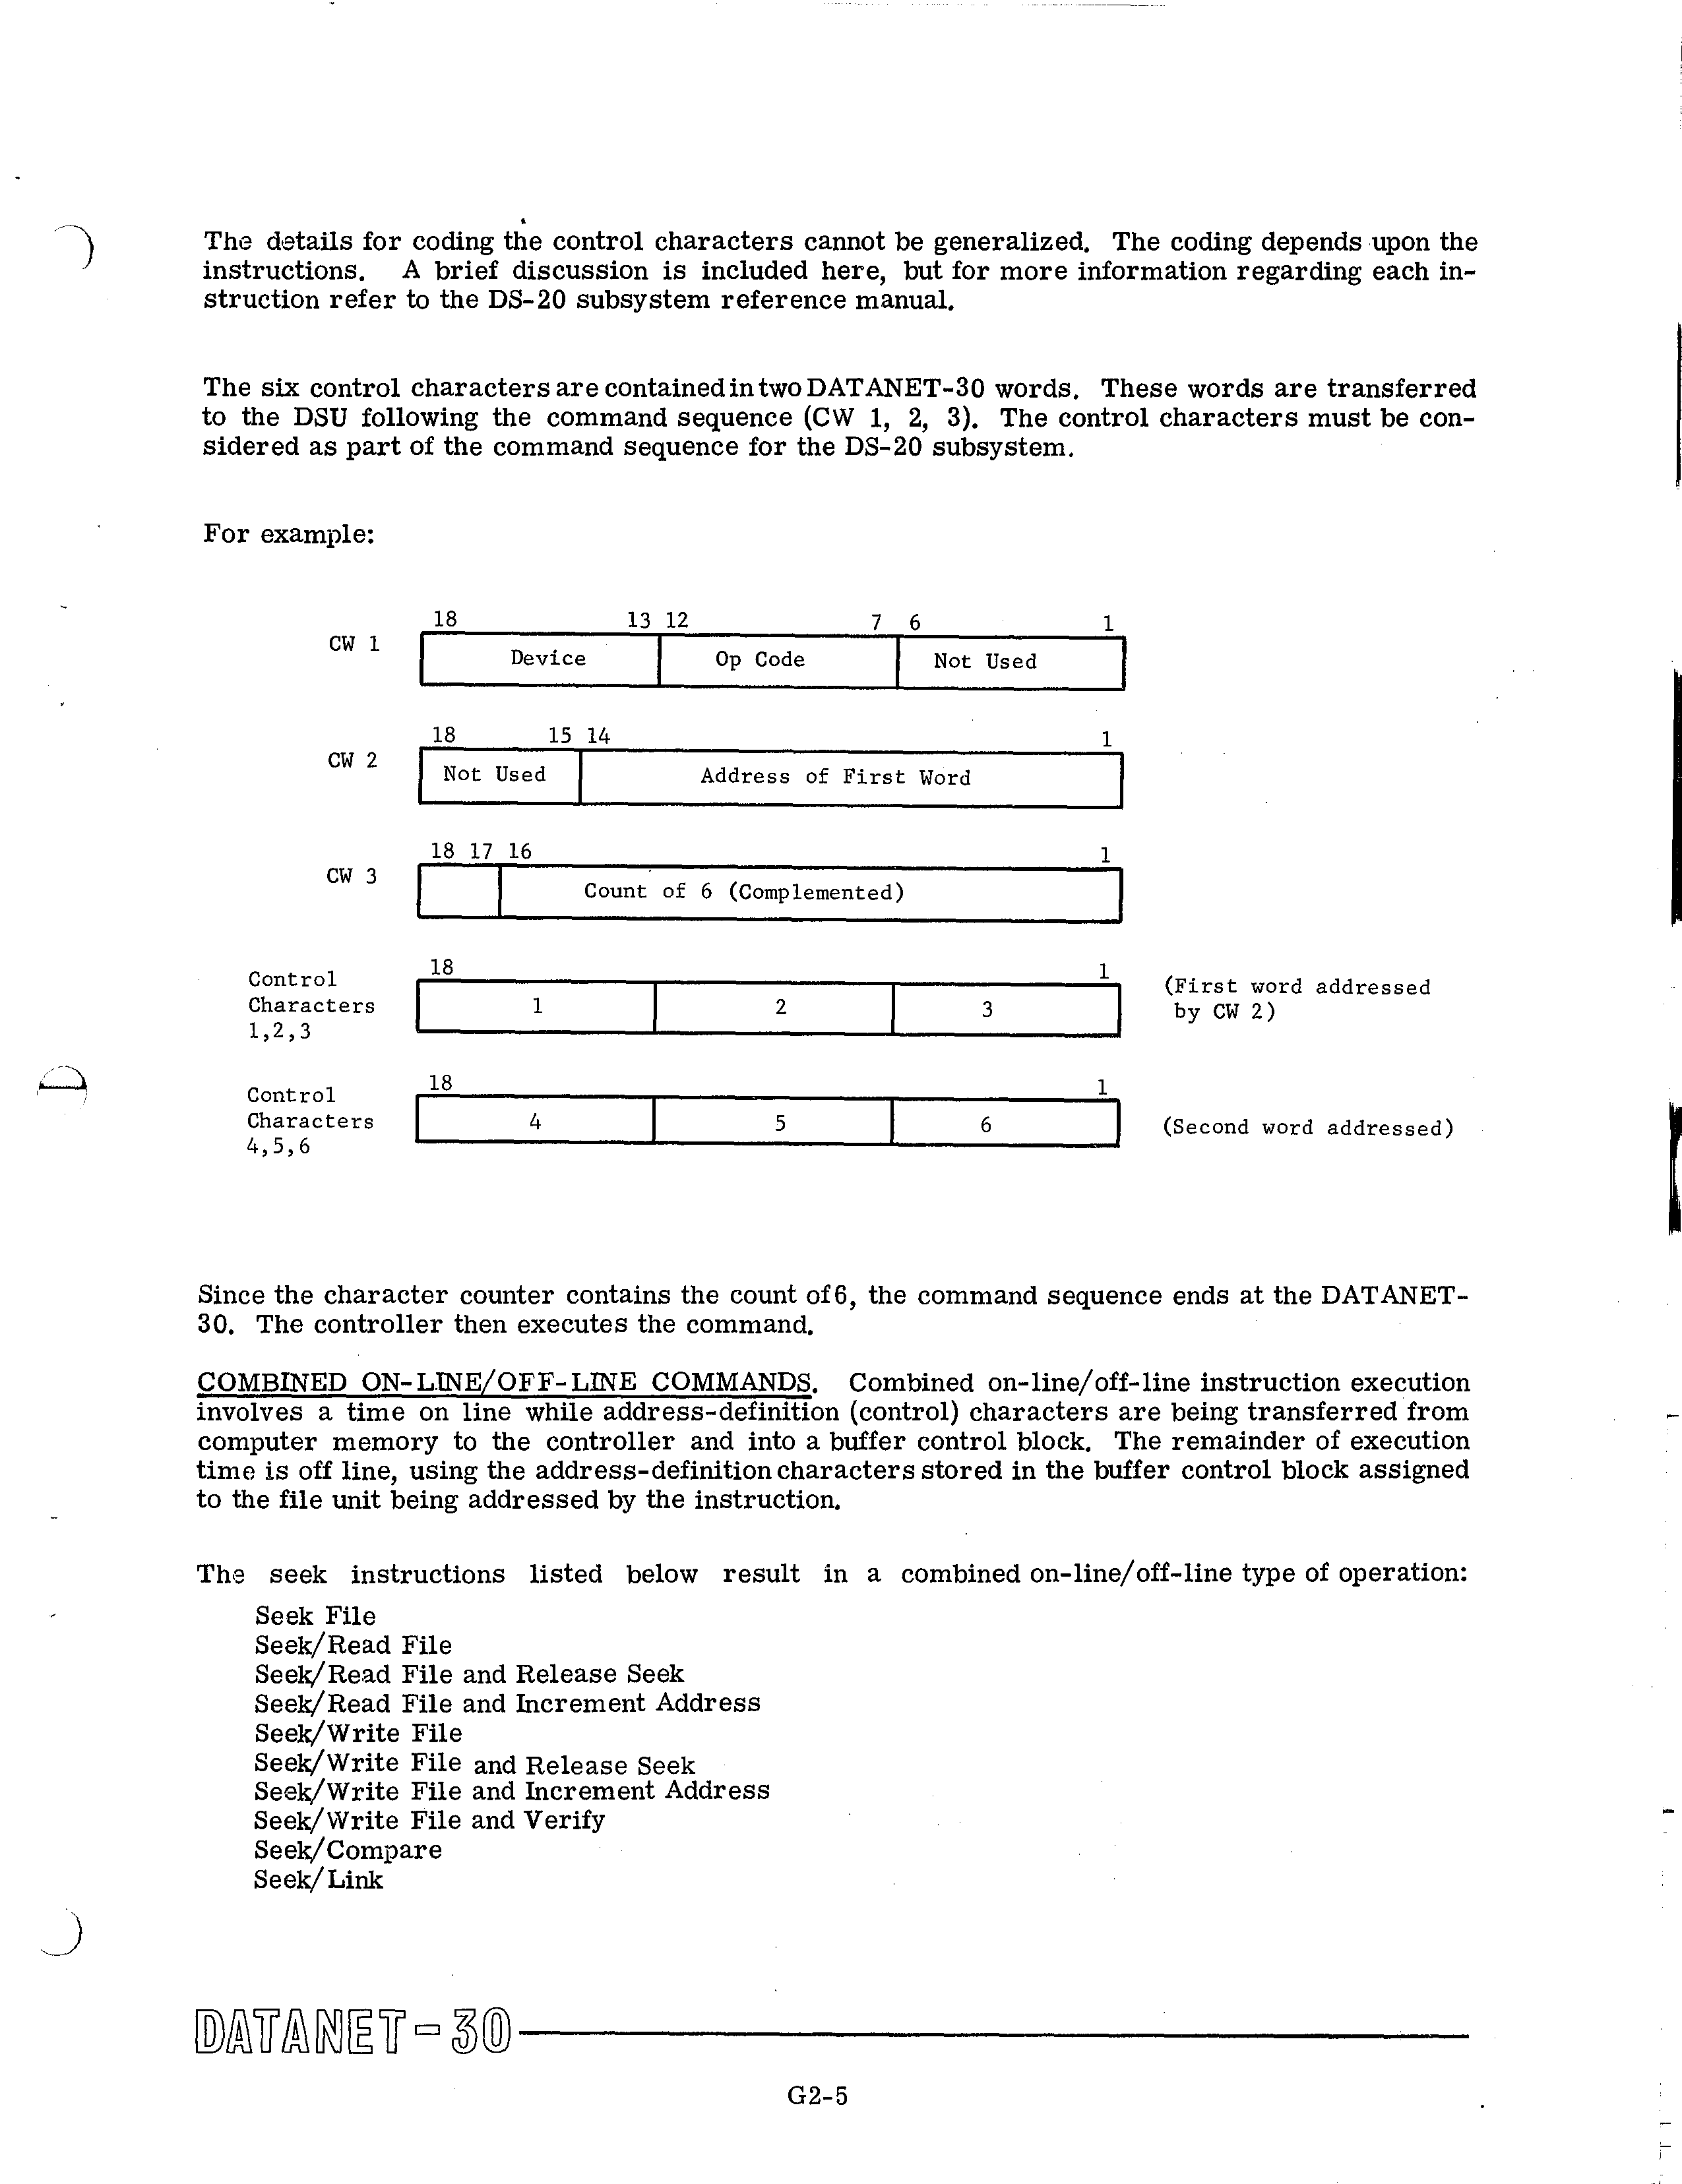 The details for coding the control characters cannot be generalized. The coding depends upon the
instructions. A brief discussion is included here, but for more information regarding each in-
struction refer to the DS-20 subsystem reference manual.
The six control characters are contained in two DATANET-30 words. These words are transferred
to the DSU following the command sequence (CW 1, 2, 3). The control characters must be con-
sidered as part of the command sequence for the DS-20 subsystem.
For example:
18 13 12 7 6 1
CW 1
Device Op Code Not Used
18 15 14 1
CW 2
Not Used Address of First Word
18 17 16 1
CW 3
Count of 6 (Complemented)
18 1
Control
Characters
1,2,3
1 2 3
(First word addressed
by CW 2)
18 1
Control
Characters
4,5,6
4 5 6
(Second word addressed)
Since the character counter contains the count of 6, the command sequence ends at the DATANET-
30. The controller then executes the command.
COMBINED ON-LINE/OFF-LINE COMMANDS. Combined on-line/off-line instruction execution
involves a time on line while address-definition (control) characters are being transferred from
computer memory to the controller and into a buffer control block. The remainder of execution
time is off line, using the address-definition characters stored in the buffer control block assigned
to the file unit being addressed by the instruction.
The seek instructions listed below result in a combined on-line/off-line type of operation:
Seek File
Seek/Read File
Seek/Read File and Release Seek
Seek/Read File and Increment Address
Seek/Write File
Seek/Write File and Release Seek
Seek/Write File and Increment Address
Seek/Write File and Verify
Seek/Compare
Seek/Link
DATANET-30
G2-5